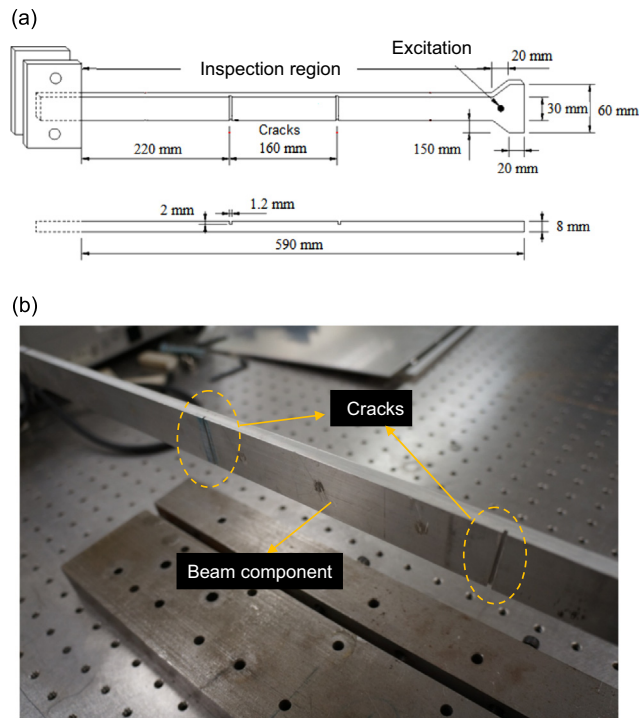 (a)
Excitation
20 mm
Inspection region
30 mm
60 mm
Cracks
220 mm
160 mm
150 mm
20 mm
2 mm
1.2 mm
8 mm
590 mm
(b)
Cracks
Beam component